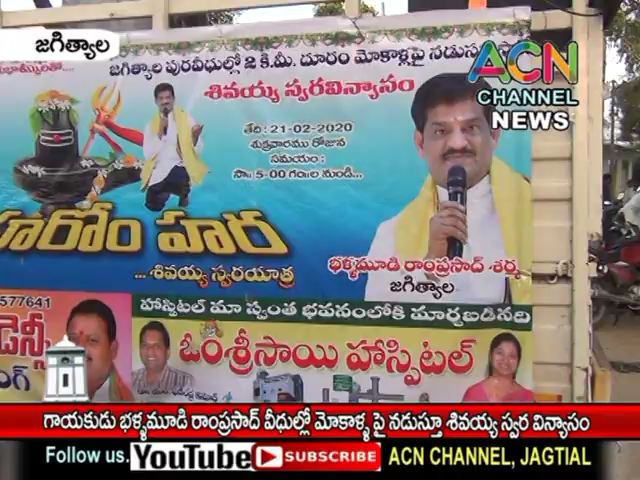 జగిత్యాల
జగిత్యాల పురవీధుల్లో 2 కి.మీ. దూరం మోకాళ్లపై నడుస్తూ
శివయ్య స్వరవిన్యాసం
ACN
CHANNEL
NEWS
తేది : 21-02-2020
శుక్రవారము రోజున
సమయం :
సా॥ 5-00 గం॥ల నుండి...
హరోం హర
... శివయ్య స్వరయాత్ర
భళ్ళమూడి రాంప్రసాద్ శర్మ
జగిత్యాల
577641
హాస్పిటల్ మా స్వంత భవనంలోకి మార్చబడినది
ఓంశ్రీసాయి హాస్పిటల్
గాయకుడు భళ్ళమూడి రాంప్రసాద్ వీధుల్లో మోకాళ్ళ పై నడుస్తూ శివయ్య స్వర విన్యాసం
Follow us. YouTube SUBSCRIBE ACN CHANNEL, JAGTIAL